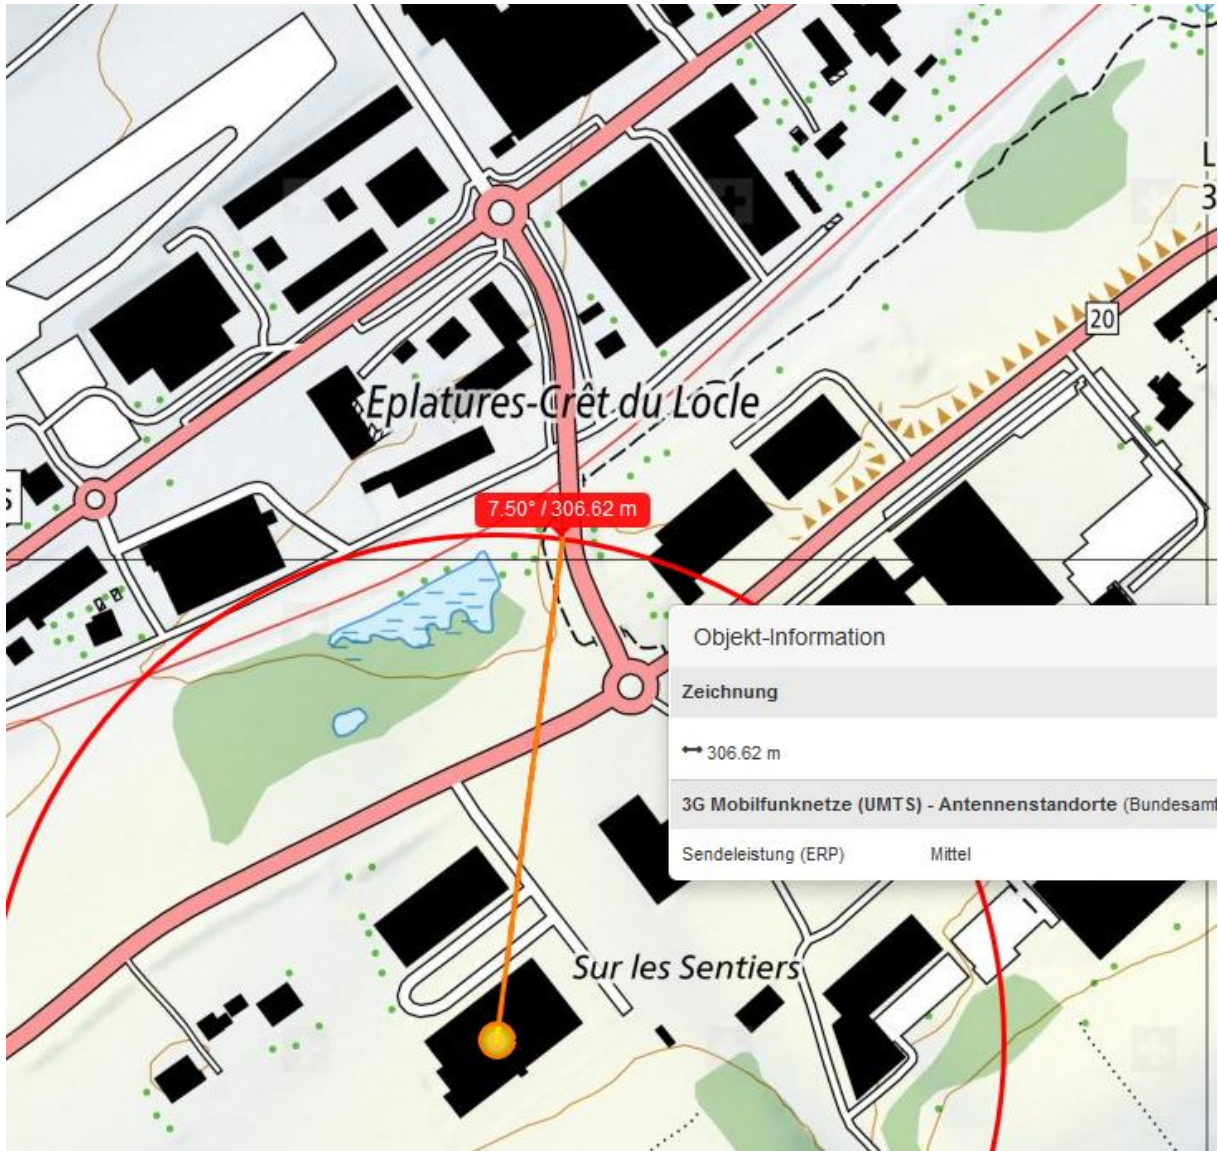 L
3
20
Eplatures-Crêt du Locle
S
7.50° / 306.62 m
Objekt-Information
Zeichnung
306.62 m
3G Mobilfunknetze (UMTS) - Antennenstandorte (Bundesamt
Sendeleistung (ERP) Mittel
Sur les Sentiers